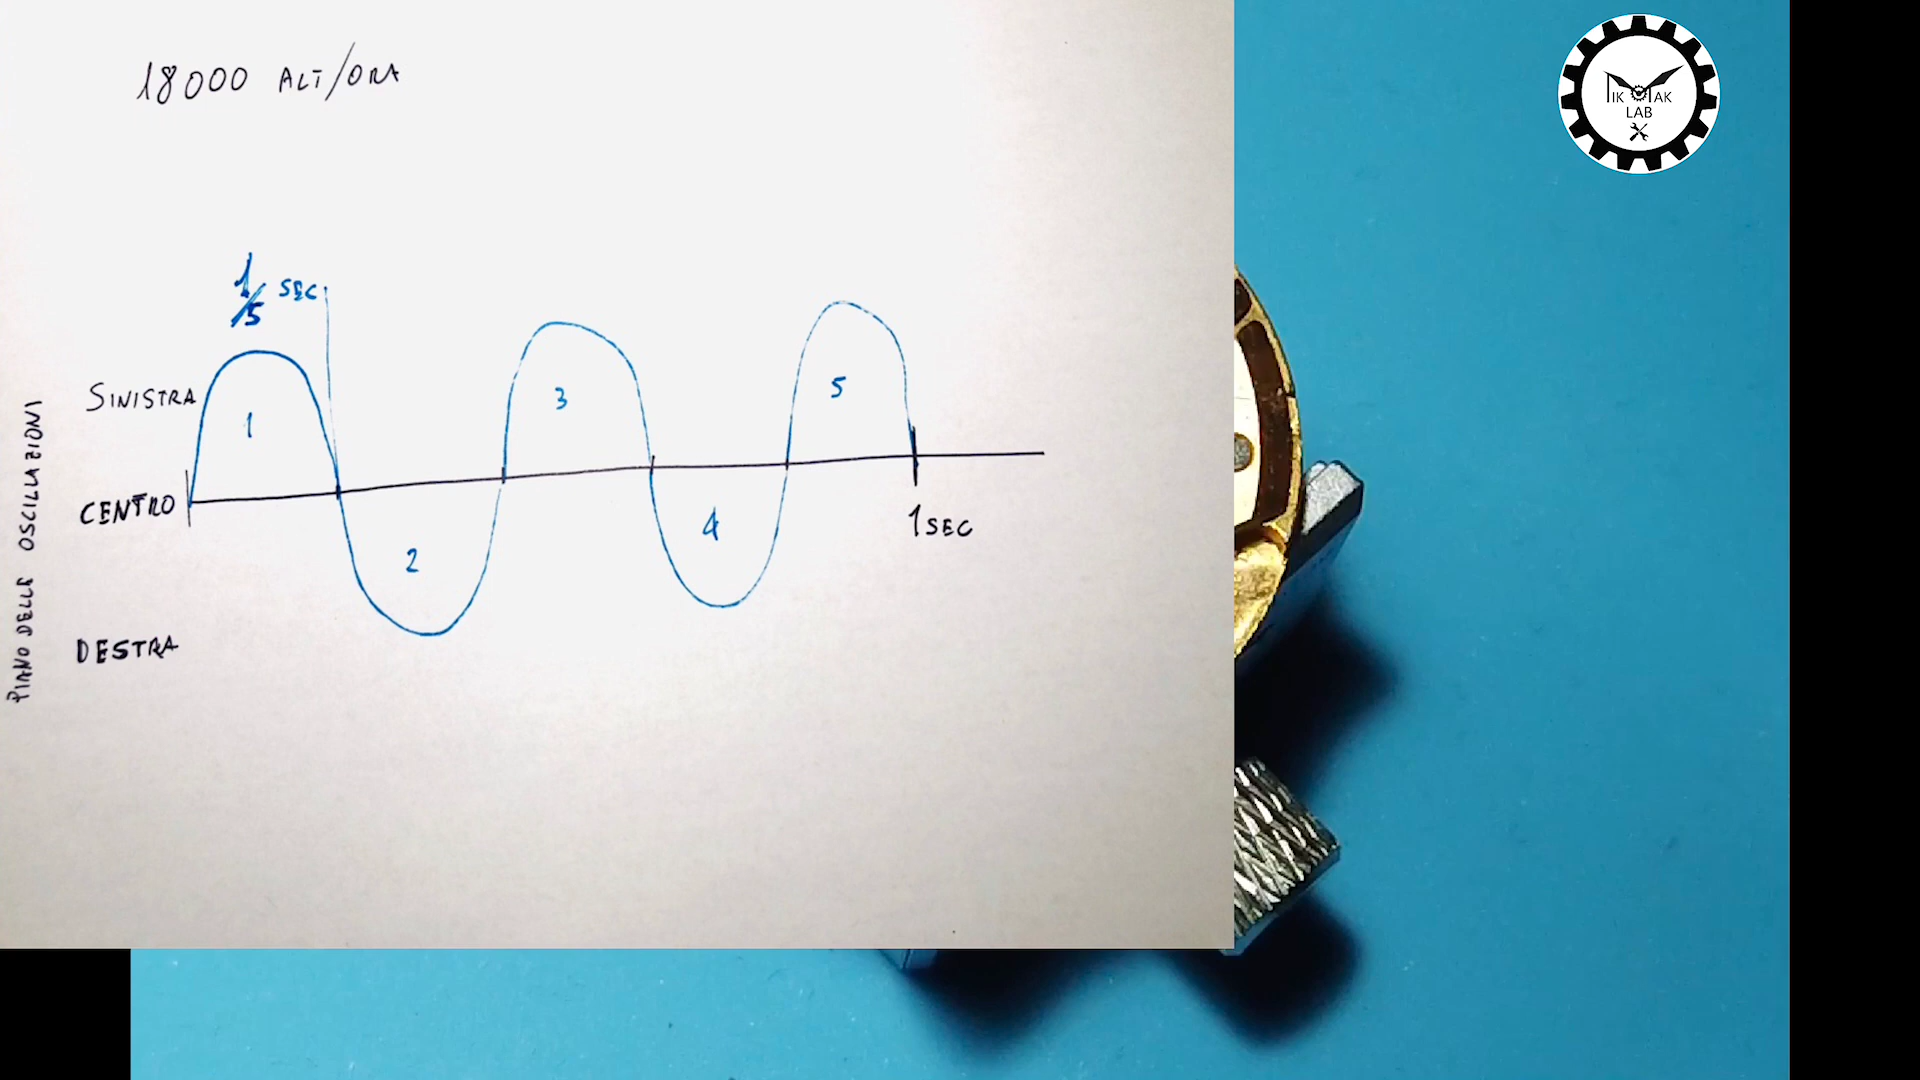 18000 ALT/ORA
1/5 SEC
SINISTRA
1
3
5
CENTRO
2
4
1 SEC
DESTRA
PIANO DELLE OSCILLAZIONI
TIK TAK
LAB